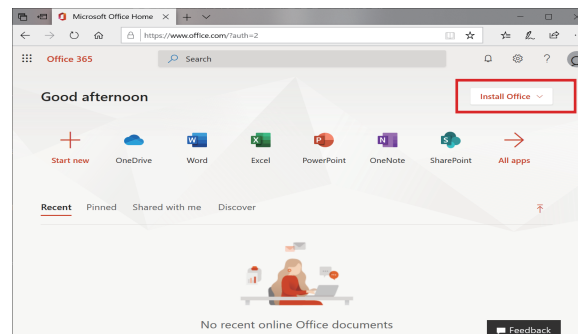 Microsoft Office Home
https://www.office.com/?auth=2
Office 365
Search
?
Good afternoon
Install Office
Start new
OneDrive
Word
Excel
PowerPoint
OneNote
SharePoint
All apps
Recent
Pinned
Shared with me
Discover
No recent online Office documents
Feedback